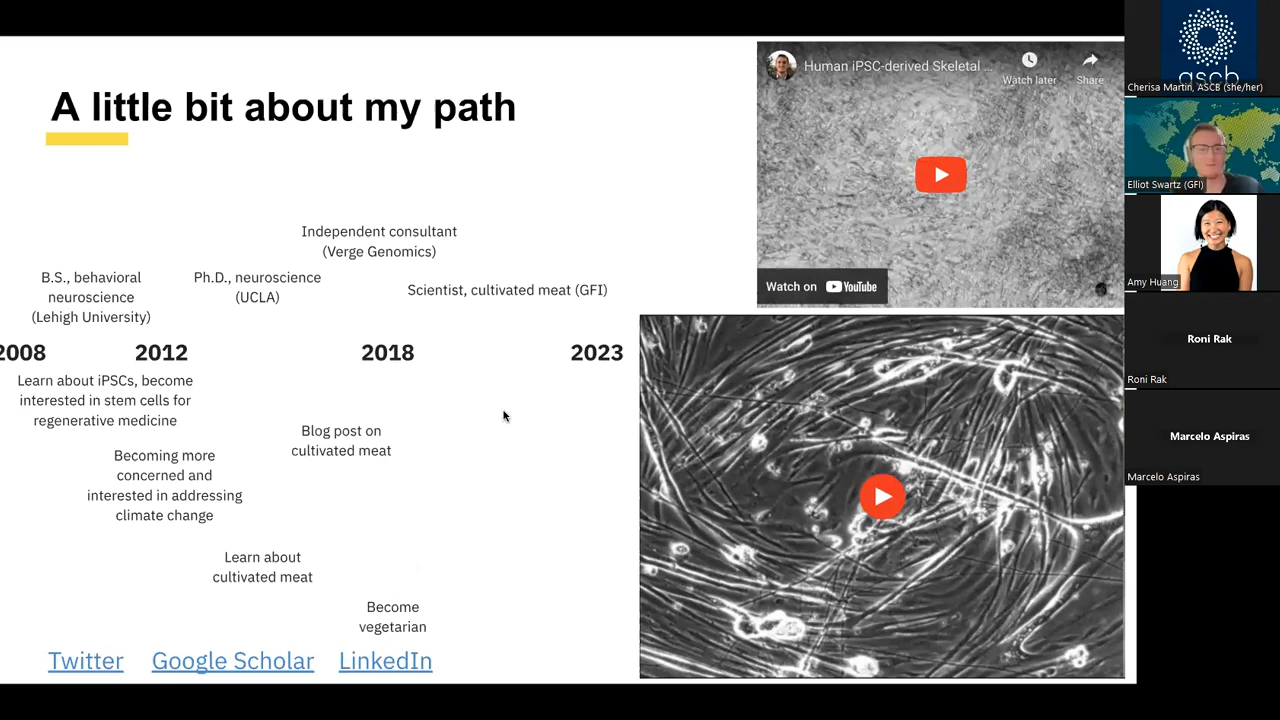 A little bit about my path
Independent consultant
(Verge Genomics)
B.S., behavioral
neuroscience
(Lehigh University)
Ph.D., neuroscience
(UCLA)
Scientist, cultivated meat (GFI)
2008
2012
2018
2023
Learn about iPSCs, become
interested in stem cells for
regenerative medicine
Becoming more
concerned and
interested in addressing
climate change
Blog post on
cultivated meat
Learn about
cultivated meat
Become
vegetarian
Twitter
Google Scholar
LinkedIn
Human iPSC-derived Skeletal ...
Watch later
Share
Watch on YouTube
ascb
Cherisa Martin, ASCB (she/her)
Elliot Swartz (GFI)
Amy Huang
Roni Rak
Roni Rak
Marcelo Aspiras
Marcelo Aspiras